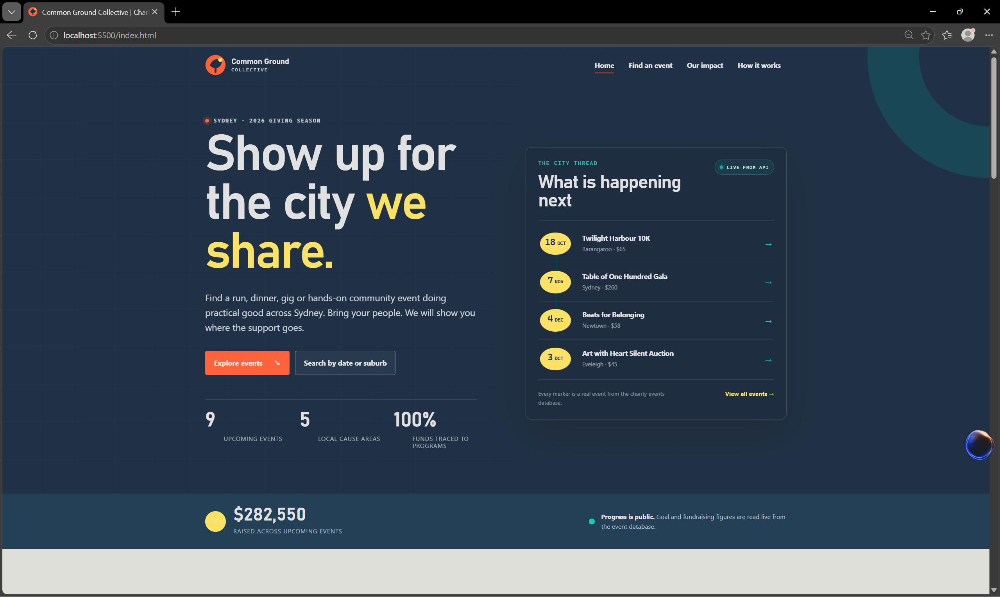 Common Ground Collective | Chari
localhost:5500/index.html
Common Ground
COLLECTIVE
Home
Find an event
Our impact
How it works
SYDNEY · 2026 GIVING SEASON
Show up for
the city we
share.
Find a run, dinner, gig or hands-on community event doing
practical good across Sydney. Bring your people. We will show you
where the support goes.
Explore events ↘
Search by date or suburb
9
UPCOMING EVENTS
5
LOCAL CAUSE AREAS
100%
FUNDS TRACED TO
PROGRAMS
THE CITY THREAD
LIVE FROM API
What is happening
next
18 OCT
Twilight Harbour 10K
Barangaroo · $65
→
7 NOV
Table of One Hundred Gala
Sydney · $260
→
4 DEC
Beats for Belonging
Newtown · $58
→
3 OCT
Art with Heart Silent Auction
Eveleigh · $45
→
Every marker is a real event from the charity events
database.
View all events →
$
$282,550
RAISED ACROSS UPCOMING EVENTS
Progress is public. Goal and fundraising figures are read live from
the event database.